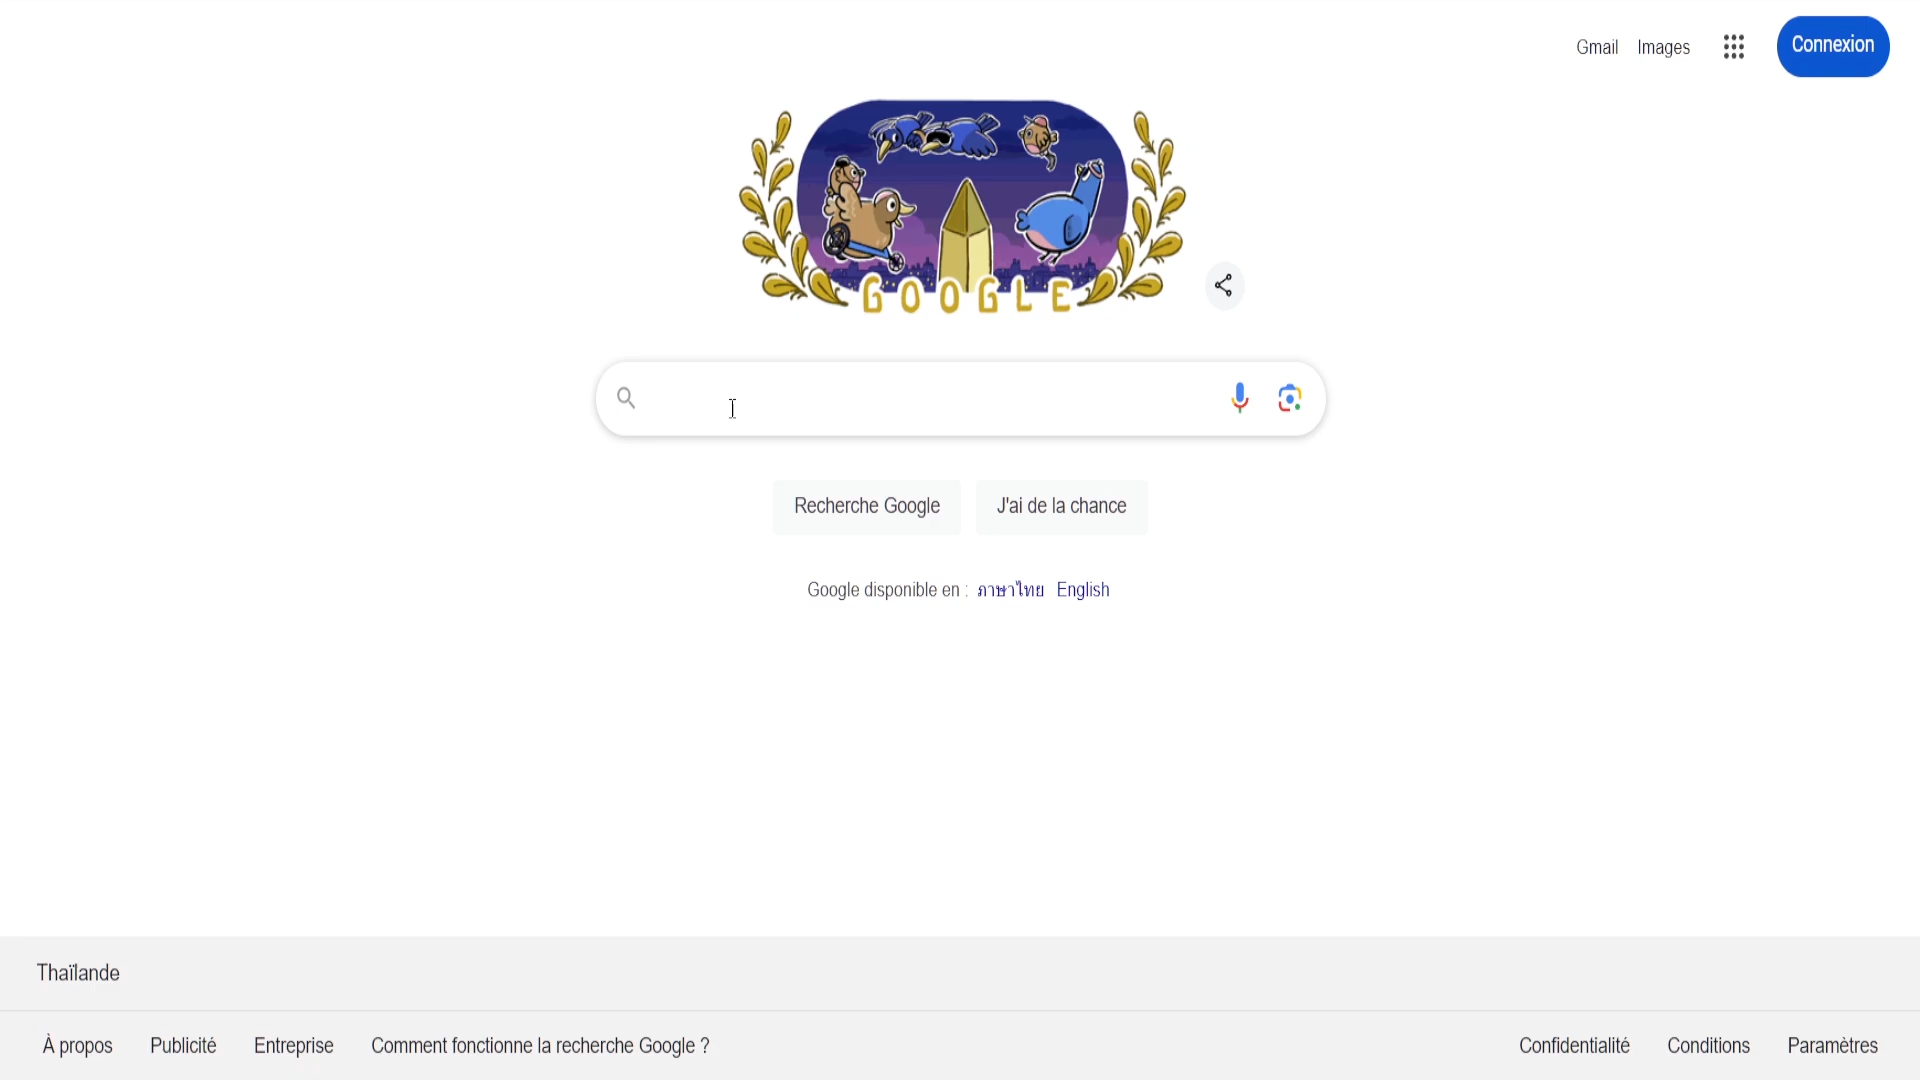 Gmail Images Connexion
GOOGLE
Recherche Google J'ai de la chance
Google disponible en : ภาษาไทย English
Thaïlande
À propos Publicité Entreprise Comment fonctionne la recherche Google ? Confidentialité Conditions Paramètres